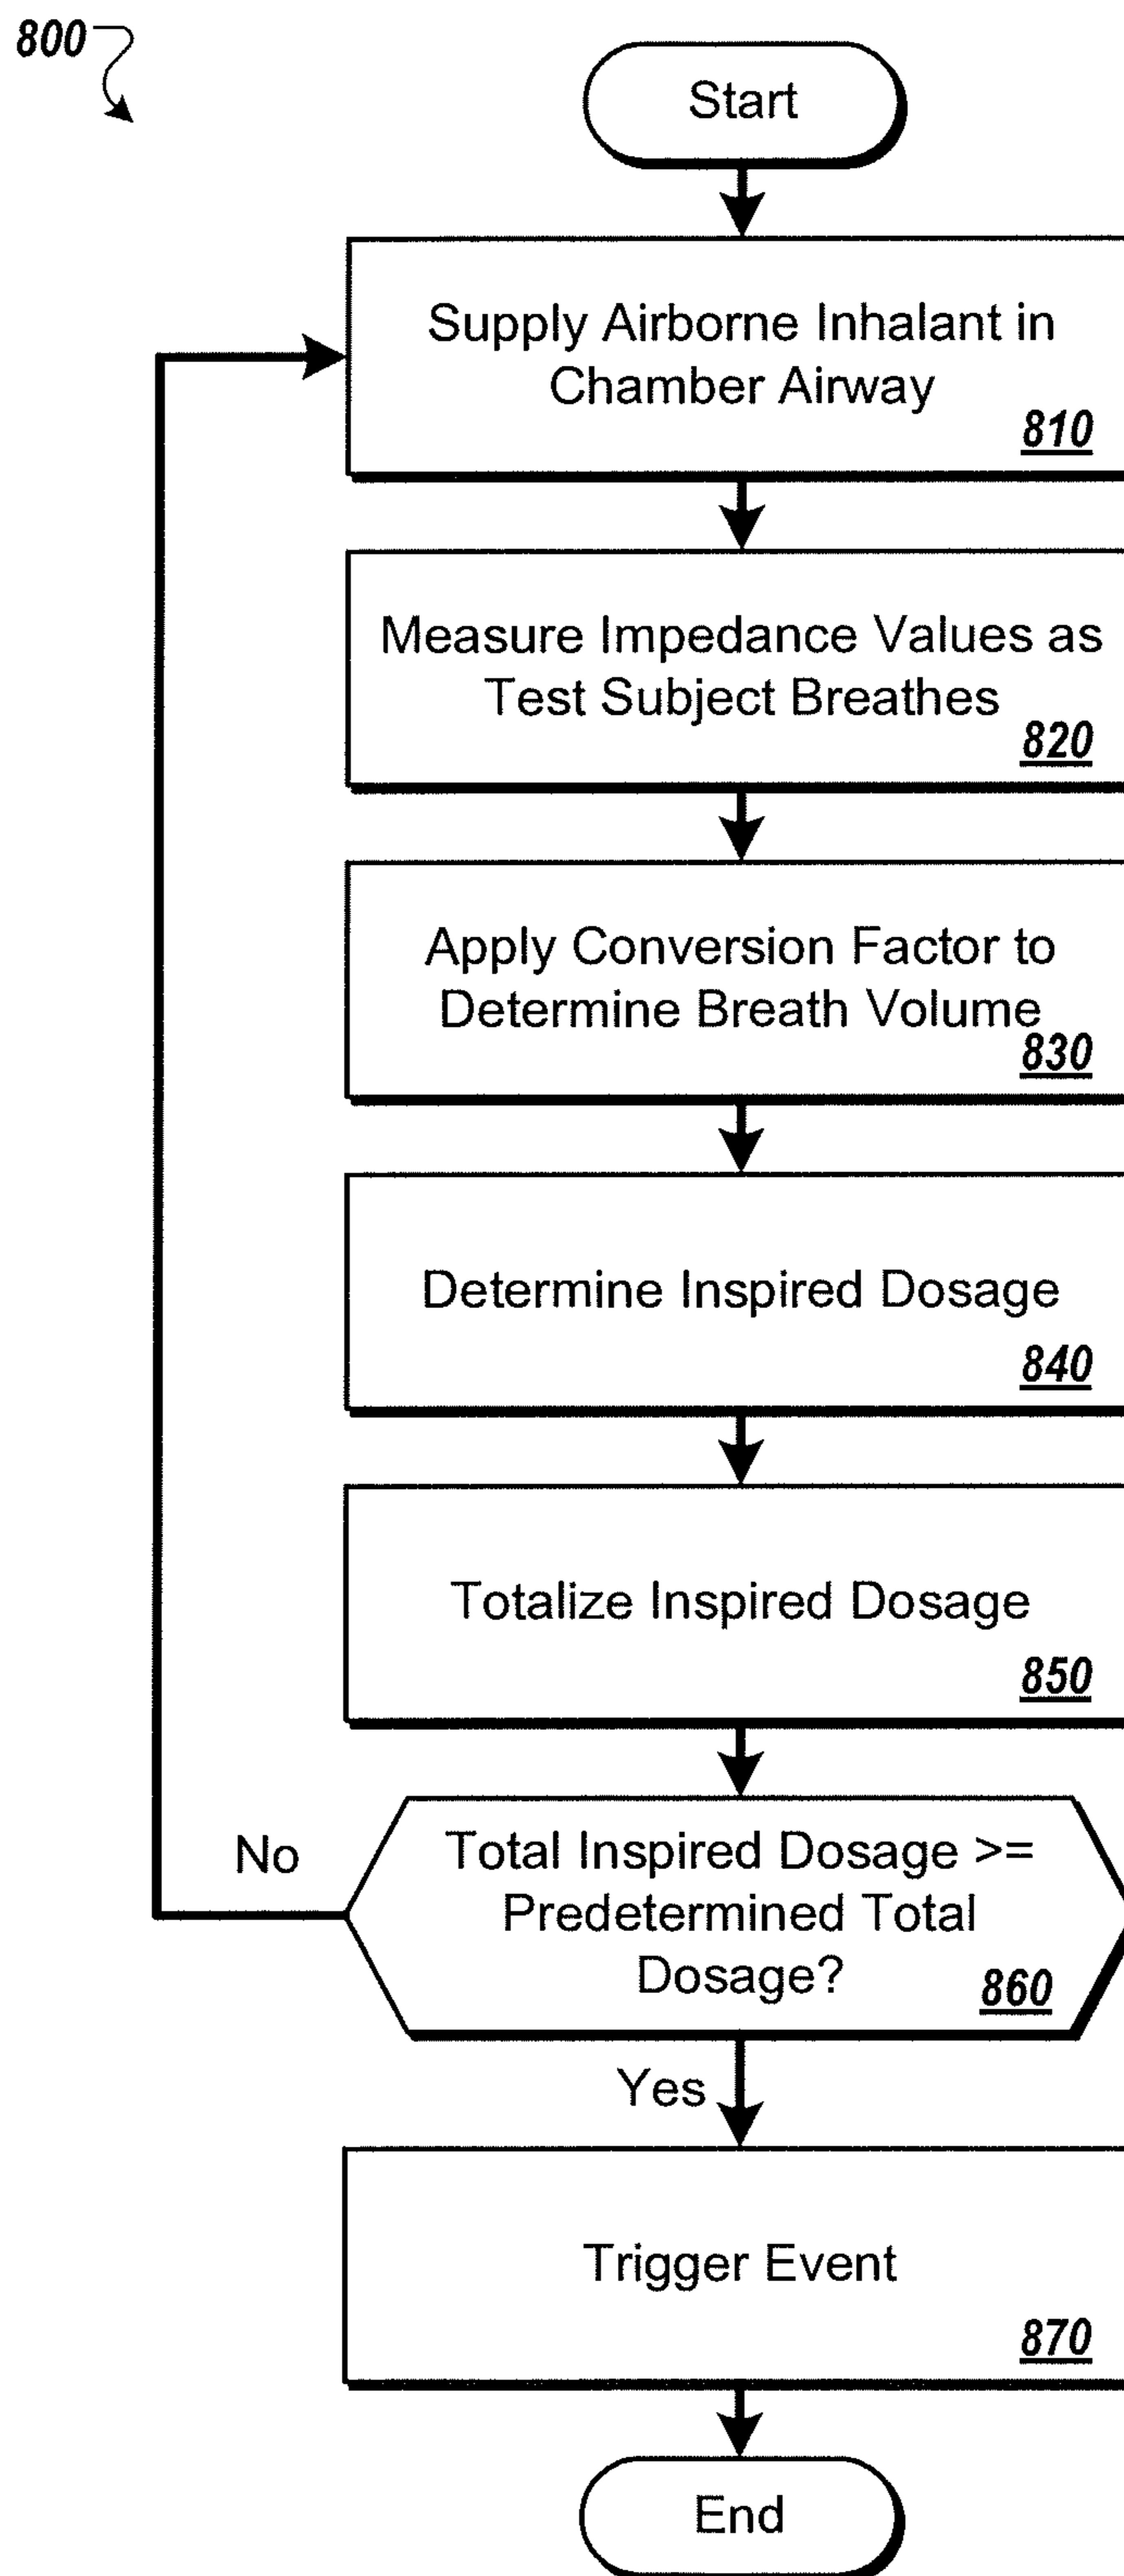 800
Start
Supply Airborne Inhalant in
Chamber Airway
810
Measure Impedance Values as
Test Subject Breathes
820
Apply Conversion Factor to
Determine Breath Volume
830
Determine Inspired Dosage
840
Totalize Inspired Dosage
850
No
Total Inspired Dosage >=
Predetermined Total
Dosage?
860
Yes
Trigger Event
870
End